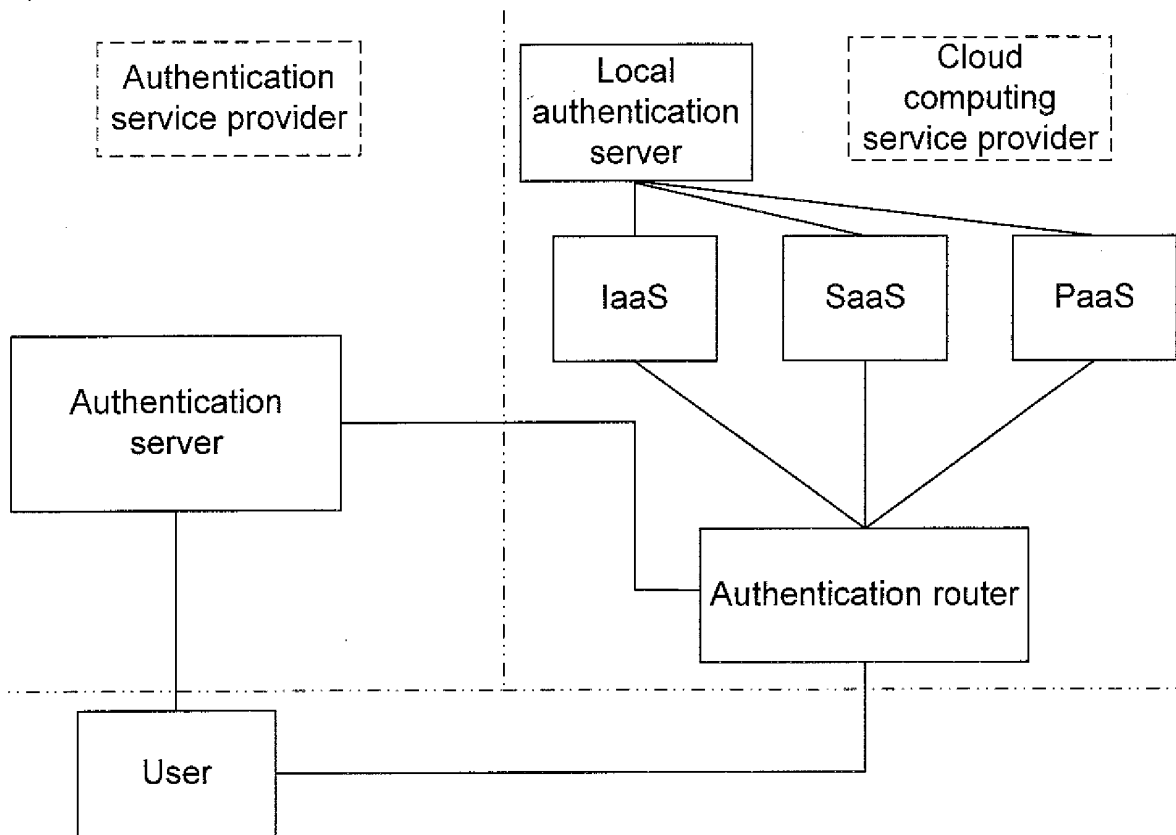 Authentication
service provider
Local
authentication
server
Cloud
computing
service provider
IaaS
SaaS
PaaS
Authentication
server
Authentication router
User